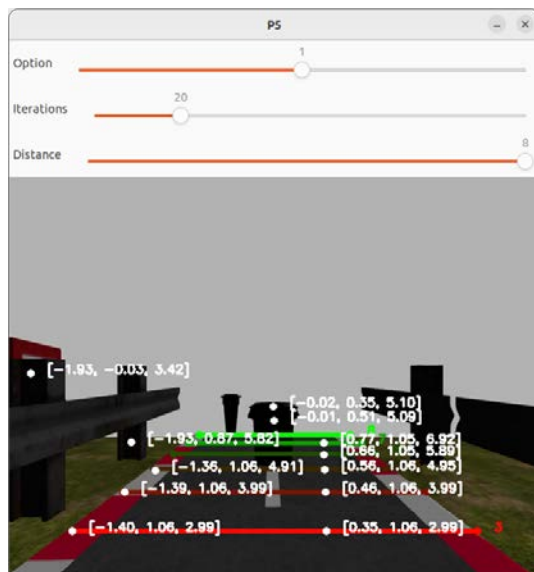 PS
Option
1
Iterations
20
Distance
8
[-1.93, -0.03, 3.42]
[-0.02, 0.35, 5.10]
[-0.01, 0.51, 5.09]
[-1.93, 0.87, 5.82] [0.77, 1.05, 6.92]
[0.66, 1.05, 5.89]
[-1.36, 1.06, 4.91] [0.56, 1.06, 4.95]
[-1.39, 1.06, 3.99] [0.46, 1.06, 3.99]
[-1.40, 1.06, 2.99] [0.35, 1.06, 2.99] 3